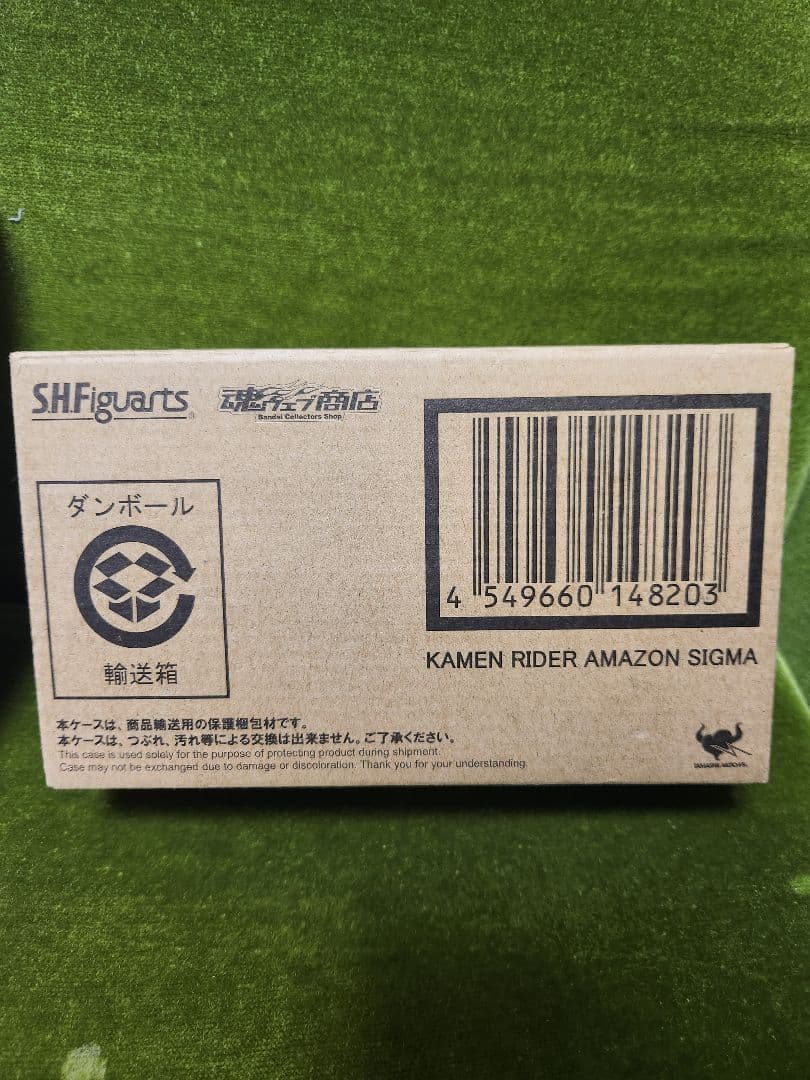 S.H.Figuarts
魂ウェブ商店
Bandai Collectors Shop
ダンボール
輸送箱
4 549660 148203
KAMEN RIDER AMAZON SIGMA
本ケースは、商品輸送用の保護梱包材です。
本ケースは、つぶれ、汚れ等による交換は出来ません。ご了承ください。
This case is used solely for the purpose of protecting product during shipment.
Case may not be exchanged due to damage or discoloration. Thank you for your understanding.
TAMASHII NATIONS